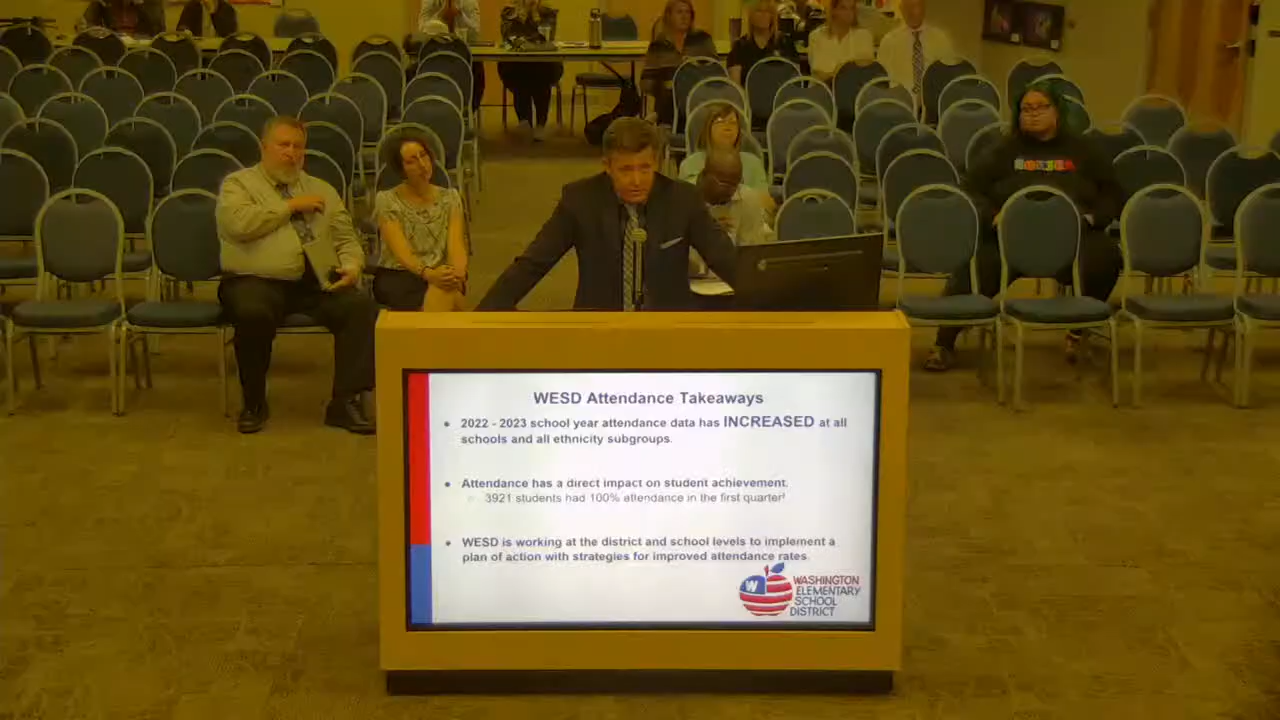 WESD Attendance Takeaways
• 2022 - 2023 school year attendance data has INCREASED at all
schools and all ethnicity subgroups.
• Attendance has a direct impact on student achievement.
3921 students had 100% attendance in the first quarter!
• WESD is working at the district and school levels to implement a
plan of action with strategies for improved attendance rates.
W
WASHINGTON
ELEMENTARY
SCHOOL
DISTRICT